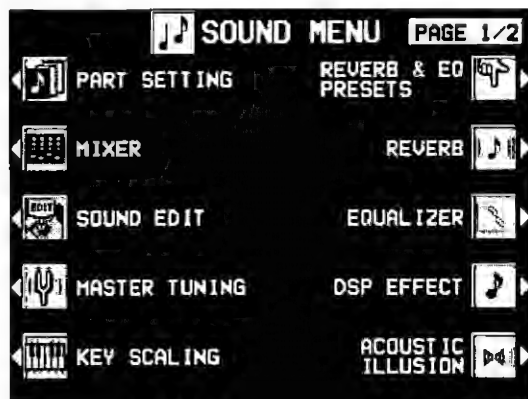 SOUND MENU PAGE 1/2
PART SETTING
REVERB & EQ
PRESETS
MIXER
REVERB
EDIT
SOUND EDIT
EQUALIZER
MASTER TUNING
DSP EFFECT
KEY SCALING
ACOUSTIC
ILLUSION